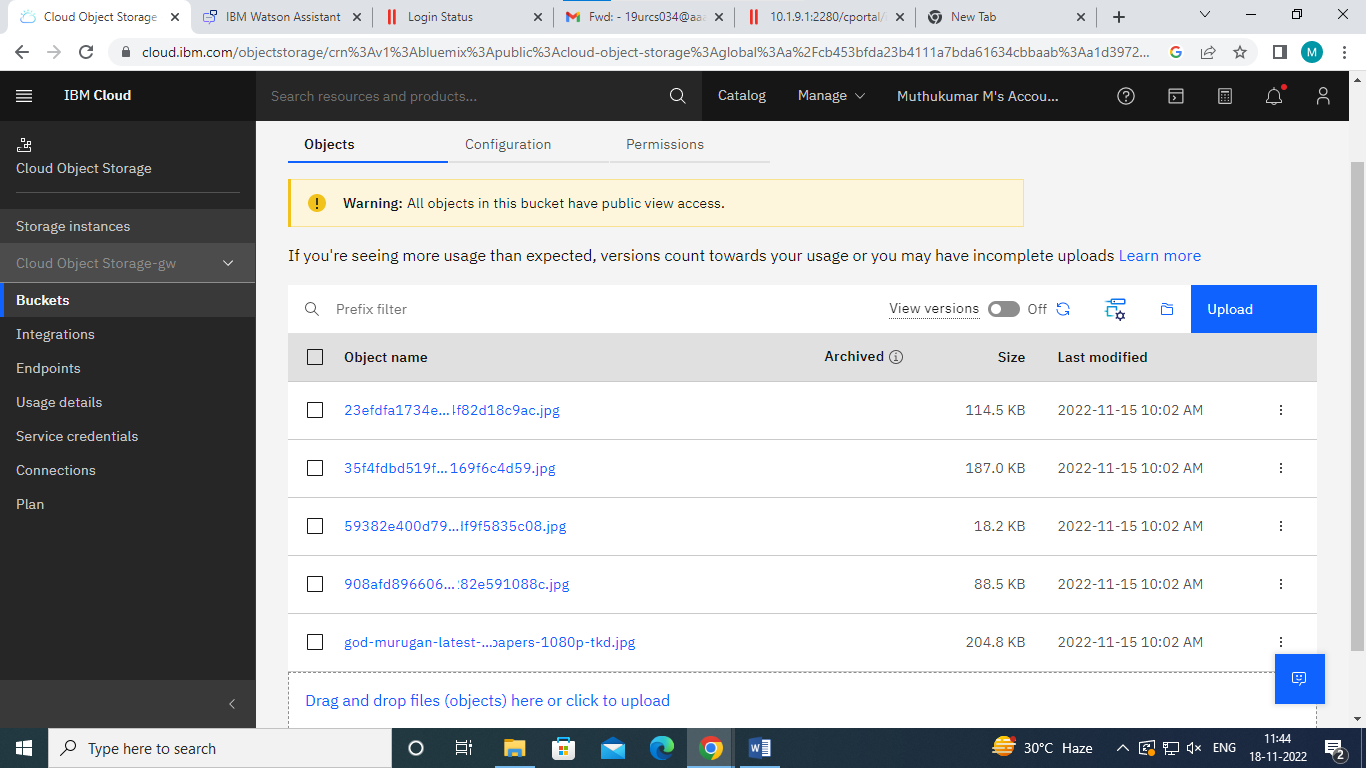 Cloud Object Storage
IBM Watson Assistant
Login Status
Fwd: - 19urcs034@
10.1.9.1:2280/cportal/
New Tab
cloud.ibm.com/objectstorage/crn%3Av1%3Abluemix%3Apublic%3Acloud-object-storage%3Aglobal%3Aa%2Fcb453bfda23b4111a7bda61634cbbaab%3Aa1d3972...
M
IBM Cloud
Search resources and products...
Catalog
Manage
Muthukumar M's Accou...
Cloud Object Storage
Storage instances
Cloud Object Storage-gw
Buckets
Integrations
Endpoints
Usage details
Service credentials
Connections
Plan
Objects
Configuration
Permissions
Warning: All objects in this bucket have public view access.
If you're seeing more usage than expected, versions count towards your usage or you may have incomplete uploads Learn more
Prefix filter
View versions Off
Upload
Object name Archived Size Last modified
23efdfa1734e...f82d18c9ac.jpg 114.5 KB 2022-11-15 10:02 AM
35f4fdbd519f...169f6c4d59.jpg 187.0 KB 2022-11-15 10:02 AM
59382e400d79...f9f5835c08.jpg 18.2 KB 2022-11-15 10:02 AM
908afd896606...82e591088c.jpg 88.5 KB 2022-11-15 10:02 AM
god-murugan-latest-...papers-1080p-tkd.jpg 204.8 KB 2022-11-15 10:02 AM
Drag and drop files (objects) here or click to upload
Type here to search
30°C Haze
ENG
11:44
18-11-2022
2